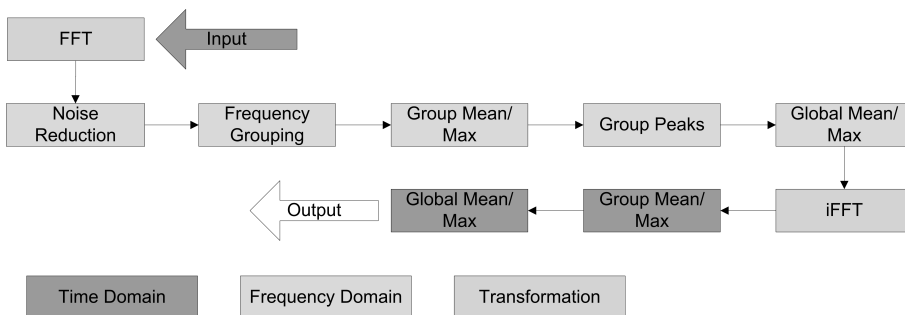 FFT
Input
Noise
Reduction
Frequency
Grouping
Group Mean/
Max
Group Peaks
Global Mean/
Max
Output
Global Mean/
Max
Group Mean/
Max
iFFT
Time Domain
Frequency Domain
Transformation